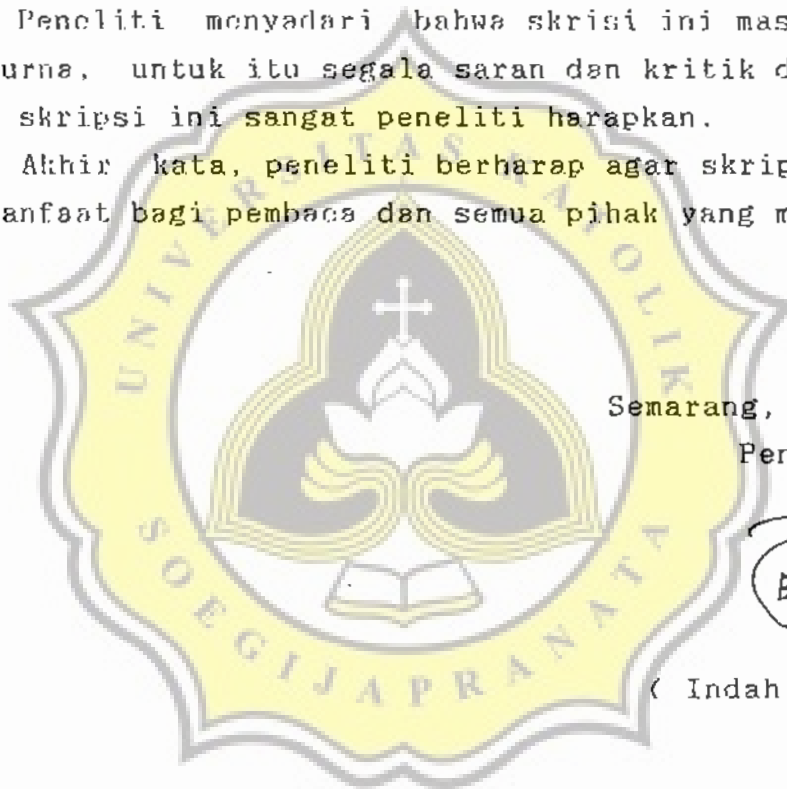 Peneliti menyadari bahwa skrisi ini mas
urna, untuk itu segala saran dan kritik d
skripsi ini sangat peneliti harapkan.
Akhir kata, peneliti berharap agar skrip
anfaat bagi pembaca dan semua pihak yang m
UNIVERSITAS KATOLIK
SOEGIJAPRANATA
Semarang,
Per
( Indah